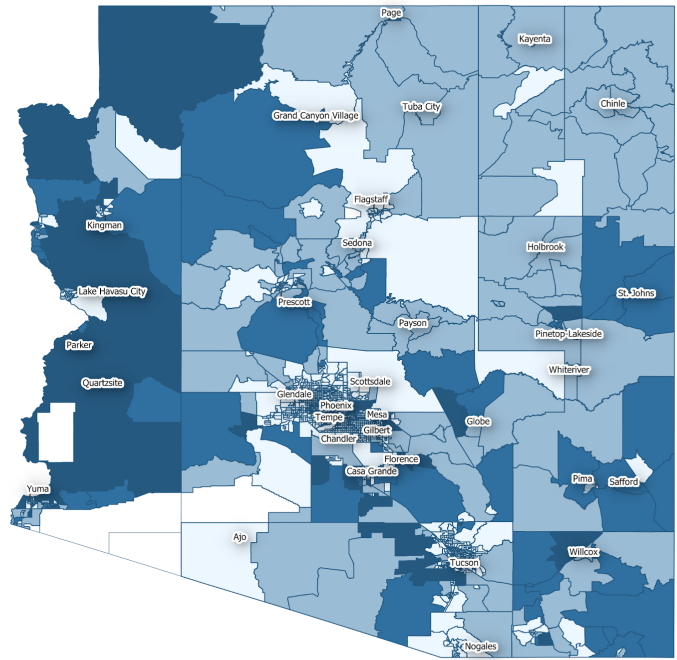 Page
Kayenta
Chinle
Tuba City
Grand Canyon Village
Flagstaff
Kingman
Sedona
Holbrook
Lake Havasu City
St. Johns
Prescott
Payson
Pinetop-Lakeside
Parker
Whiteriver
Quartzsite
Scottsdale
Glendale
Phoenix
Mesa
Tempe
Globe
Gilbert
Chandler
Florence
Casa Grande
Pima
Safford
Yuma
Ajo
Willcox
Tucson
Nogales